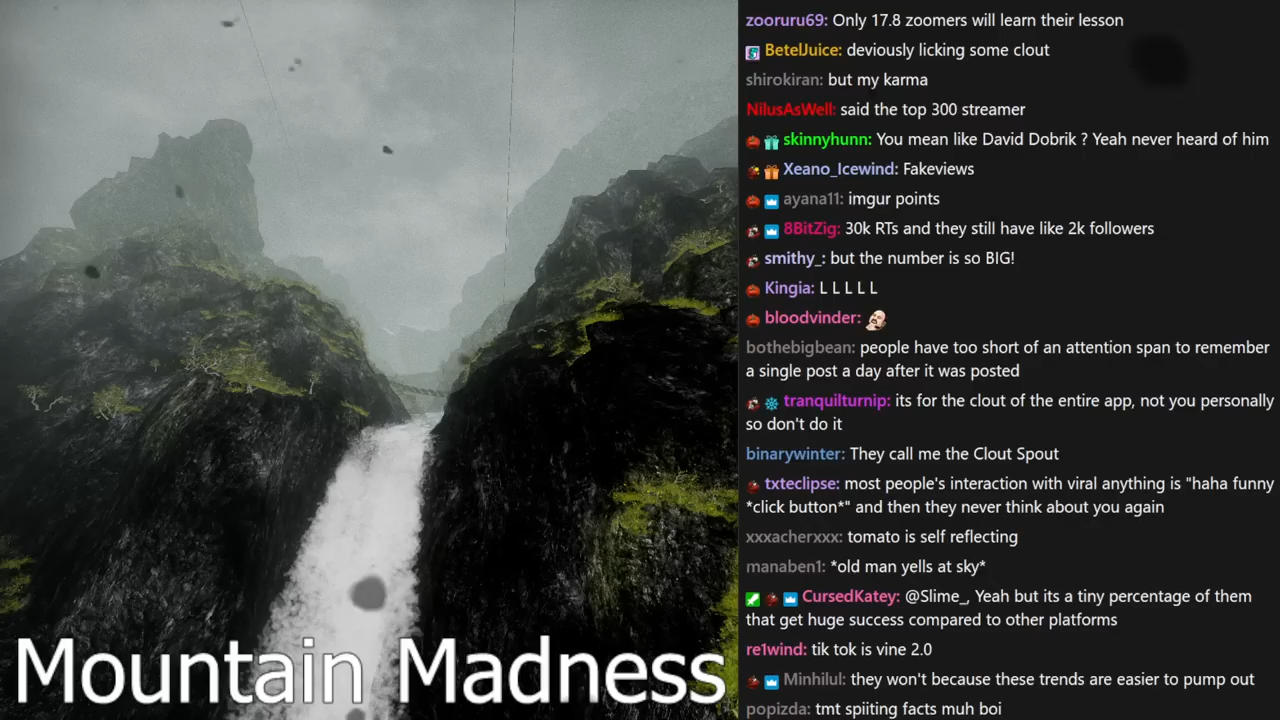 zooruru69: Only 17.8 zoomers will learn their lesson
BetelJuice: deviously licking some clout
shirokiran: but my karma
NilusAsWell: said the top 300 streamer
skinnyhunn: You mean like David Dobrik ? Yeah never heard of him
Xeano_Icewind: Fakeviews
ayana11: imgur points
8BitZig: 30k RTs and they still have like 2k followers
smithy_: but the number is so BIG!
Kingia: L L L L L
bloodvinder:
bothebigbean: people have too short of an attention span to remember
a single post a day after it was posted
tranquilturnip: its for the clout of the entire app, not you personally
so don't do it
binarywinter: They call me the Clout Spout
txteclipse: most people's interaction with viral anything is "haha funny
*click button*" and then they never think about you again
xxxacherxxx: tomato is self reflecting
manaben1: *old man yells at sky*
CursedKatey: @Slime_, Yeah but its a tiny percentage of them
that get huge success compared to other platforms
re1wind: tik tok is vine 2.0
Minhilul: they won't because these trends are easier to pump out
popizda: tmt spiiting facts muh boi
Mountain Madness